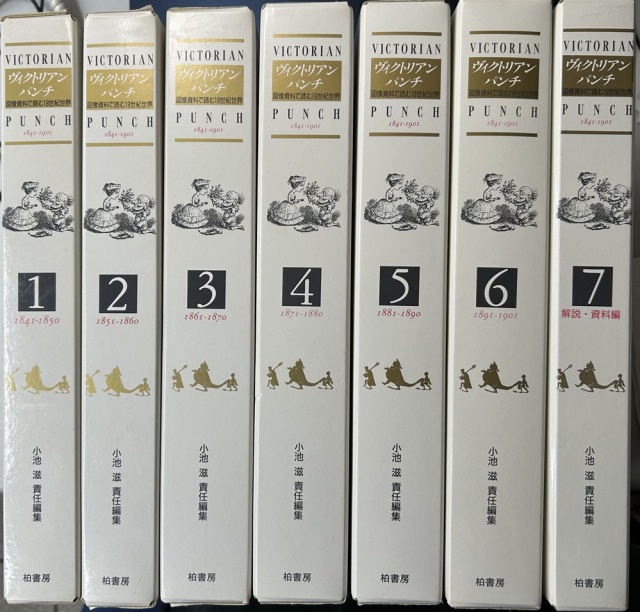 VICTORIAN
ヴィクトリアン
パンチ
図像資料で読む19世紀世界
PUNCH
1841-1901
1
1841-1850
小池 滋 責任編集
柏書房
VICTORIAN
ヴィクトリアン
パンチ
図像資料で読む19世紀世界
PUNCH
1841-1901
2
1851-1860
小池 滋 責任編集
柏書房
VICTORIAN
ヴィクトリアン
パンチ
図像資料で読む19世紀世界
PUNCH
1841-1901
3
1861-1870
小池 滋 責任編集
柏書房
VICTORIAN
ヴィクトリアン
パンチ
図像資料で読む19世紀世界
PUNCH
1841-1901
4
1871-1880
小池 滋 責任編集
柏書房
VICTORIAN
ヴィクトリアン
パンチ
図像資料で読む19世紀世界
PUNCH
1841-1901
5
1881-1890
小池 滋 責任編集
柏書房
VICTORIAN
ヴィクトリアン
パンチ
図像資料で読む19世紀世界
PUNCH
1841-1901
6
1891-1901
小池 滋 責任編集
柏書房
VICTORIAN
ヴィクトリアン
パンチ
図像資料で読む19世紀世界
PUNCH
1841-1901
7
解説・資料編
小池 滋 責任編集
柏書房